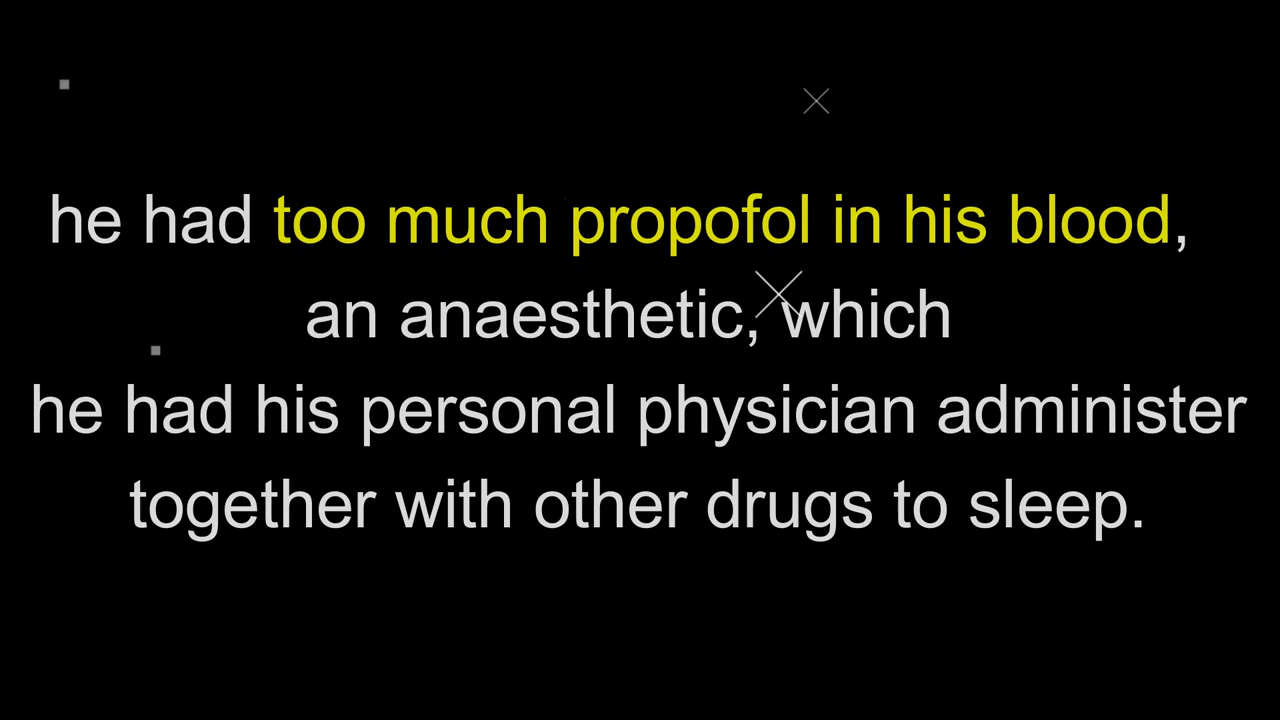 he had too much propofol in his blood,
an anaesthetic, which
he had his personal physician administer
together with other drugs to sleep.